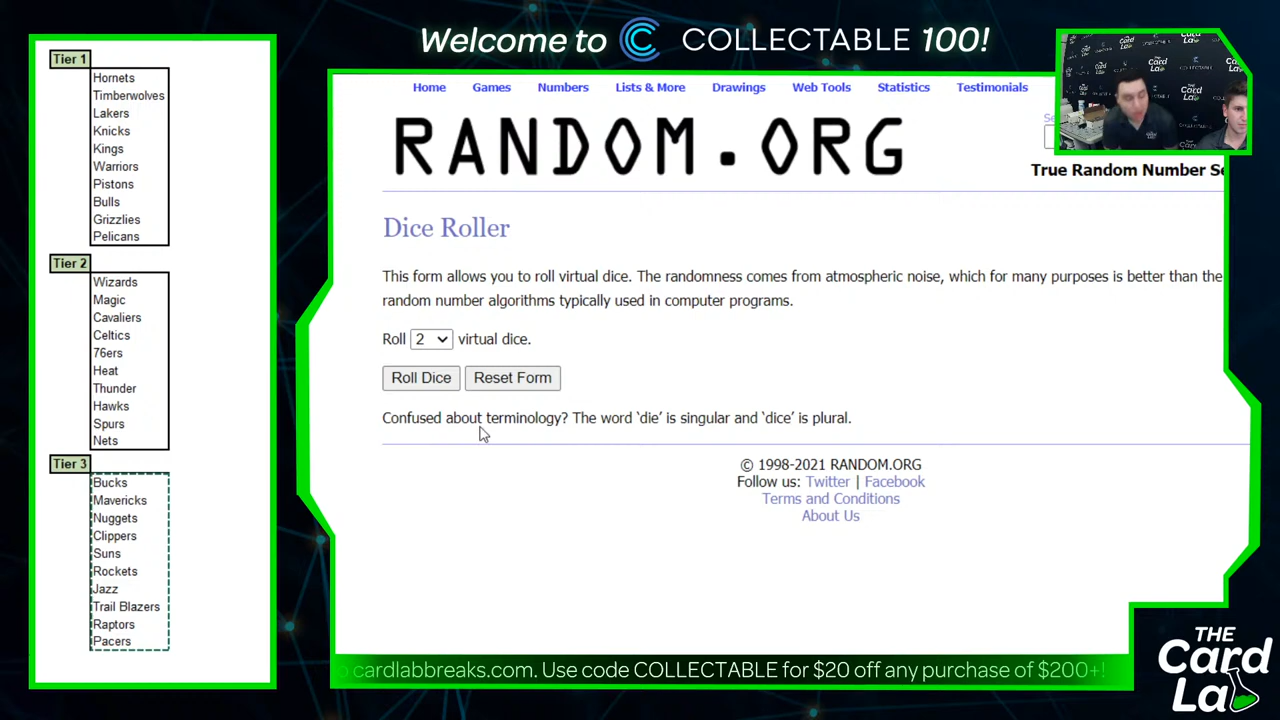 Welcome to COLLECTABLE 100!
Tier 1
Hornets
Timberwolves
Lakers
Knicks
Kings
Warriors
Pistons
Bulls
Grizzlies
Pelicans
Tier 2
Wizards
Magic
Cavaliers
Celtics
76ers
Heat
Thunder
Hawks
Spurs
Nets
Tier 3
Bucks
Mavericks
Nuggets
Clippers
Suns
Rockets
Jazz
Trail Blazers
Raptors
Pacers
Home Games Numbers Lists & More Drawings Web Tools Statistics Testimonials
RANDOM.ORG
True Random Number Se
Dice Roller
This form allows you to roll virtual dice. The randomness comes from atmospheric noise, which for many purposes is better than the
random number algorithms typically used in computer programs.
Roll 2 virtual dice.
Roll Dice Reset Form
Confused about terminology? The word ‘die’ is singular and ‘dice’ is plural.
© 1998-2021 RANDOM.ORG
Follow us: Twitter | Facebook
Terms and Conditions
About Us
cardlabbreaks.com. Use code COLLECTABLE for $20 off any purchase of $200+!
THE
Card
La